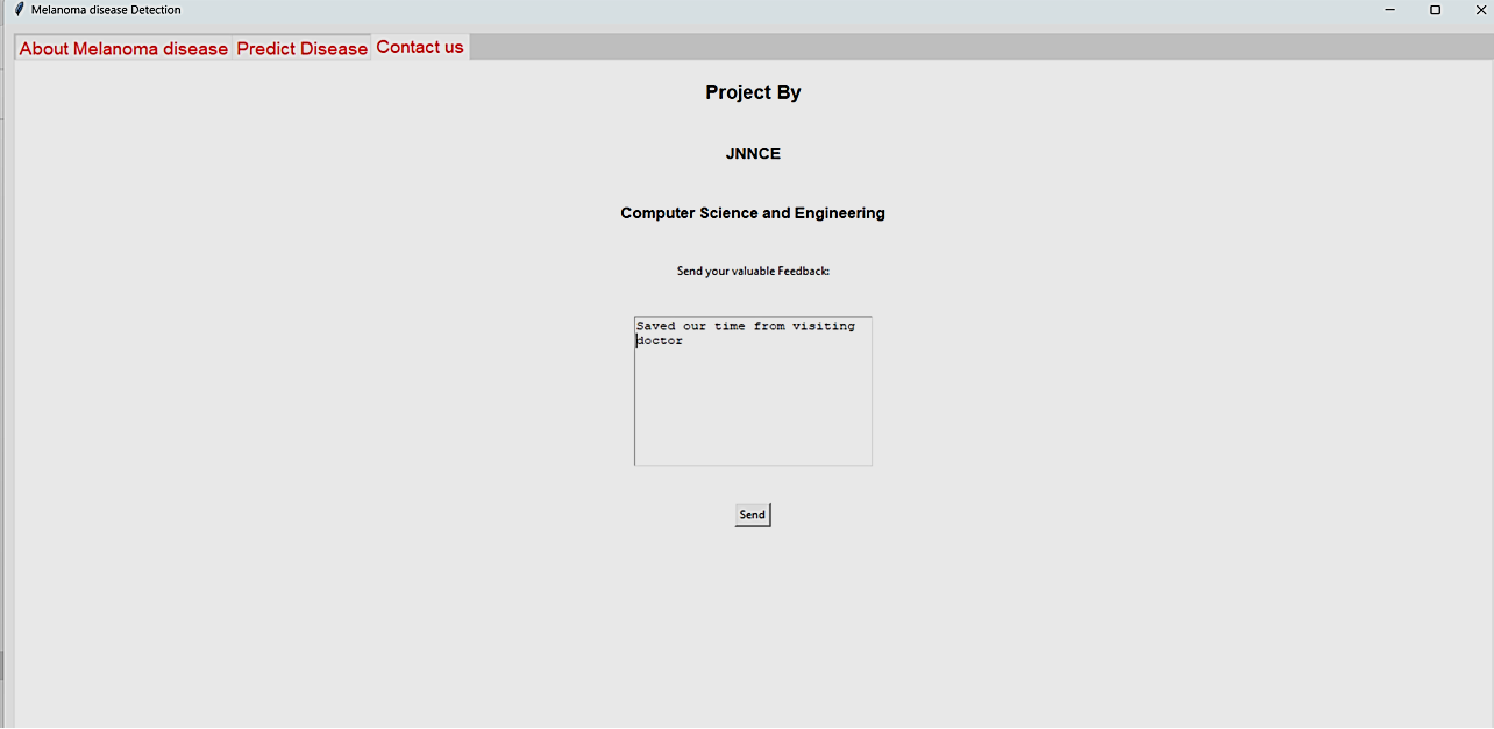 Melanoma disease Detection
About Melanoma disease Predict Disease Contact us
Project By
JNNCE
Computer Science and Engineering
Send your valuable Feedback:
Saved our time from visiting
doctor
Send